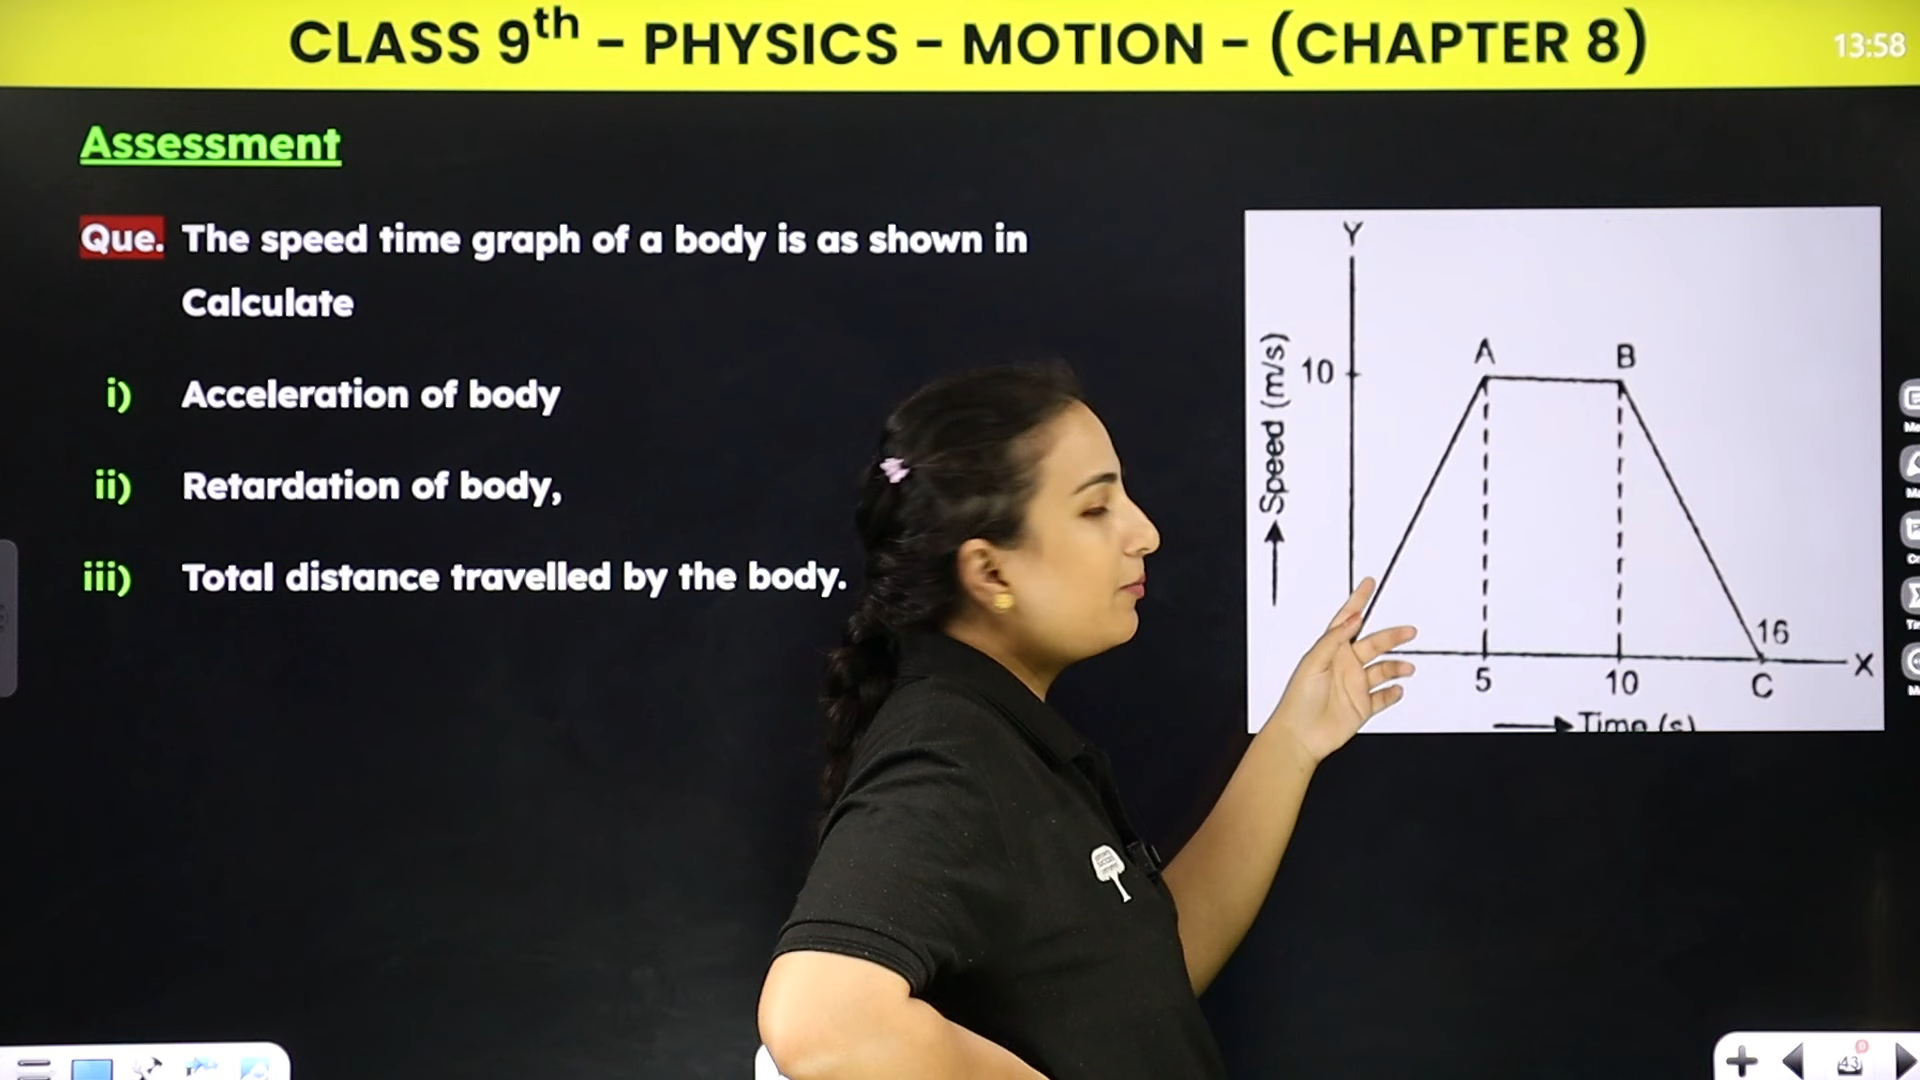 CLASS 9th - PHYSICS - MOTION - (CHAPTER 8)
13:58
Assessment
Que. The speed time graph of a body is as shown in
Calculate
i) Acceleration of body
ii) Retardation of body,
iii) Total distance travelled by the body.
Y
Speed (m/s)
10
A
B
16
X
5
10
C
Time (s)
43